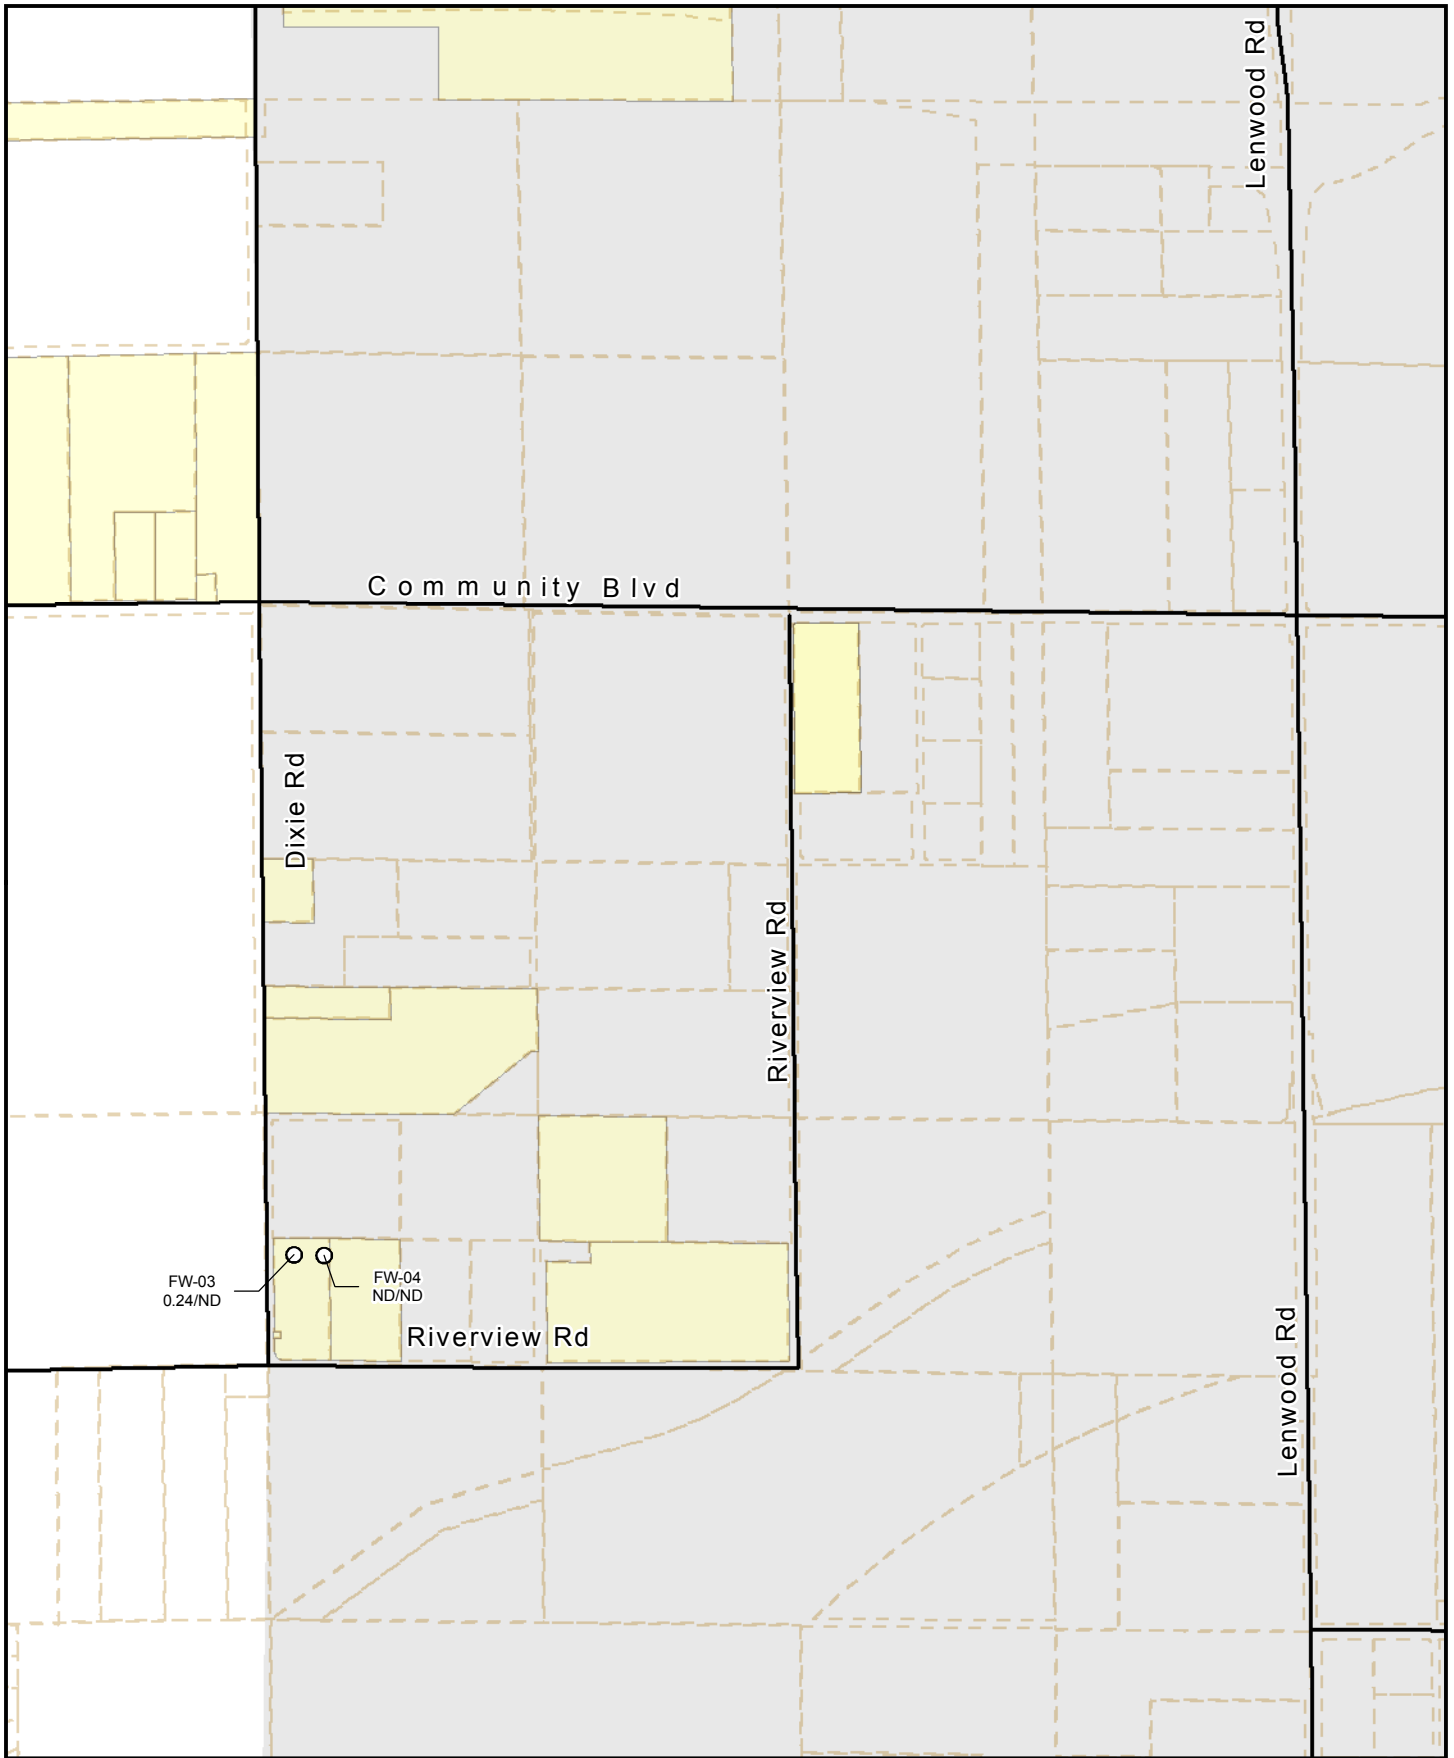 Lenwood Rd
Community Blvd
Dixie Rd
Riverview Rd
FW-03
0.24/ND
FW-04
ND/ND
Riverview Rd
Lenwood Rd